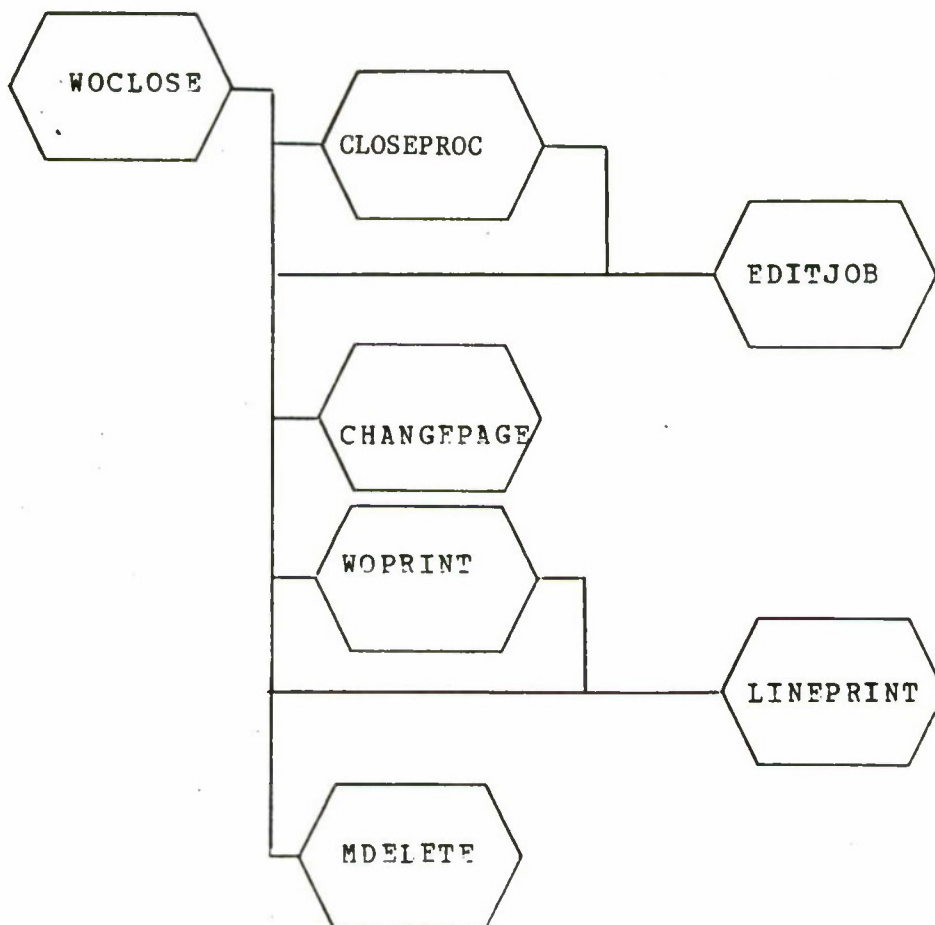 WOCLOSE
CLOSEPROC
EDITJOB
CHANGEPAGE
WOPRINT
LINEPRINT
MDELETE